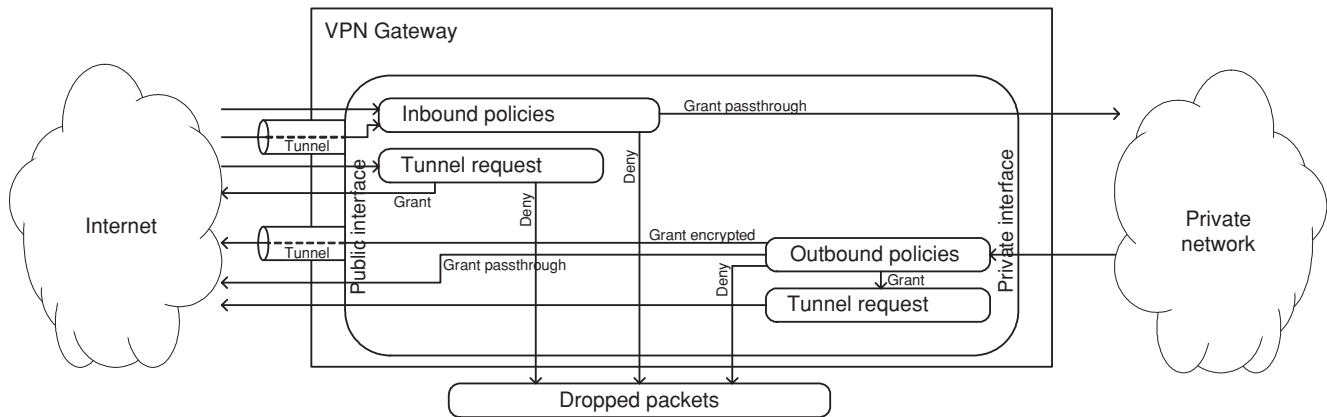 VPN Gateway
Inbound policies
Grant passthrough
Tunnel
Tunnel request
Deny
Grant
Deny
Public interface
Private interface
Internet
Private
network
Grant encrypted
Tunnel
Outbound policies
Grant passthrough
Deny
Grant
Tunnel request
Dropped packets